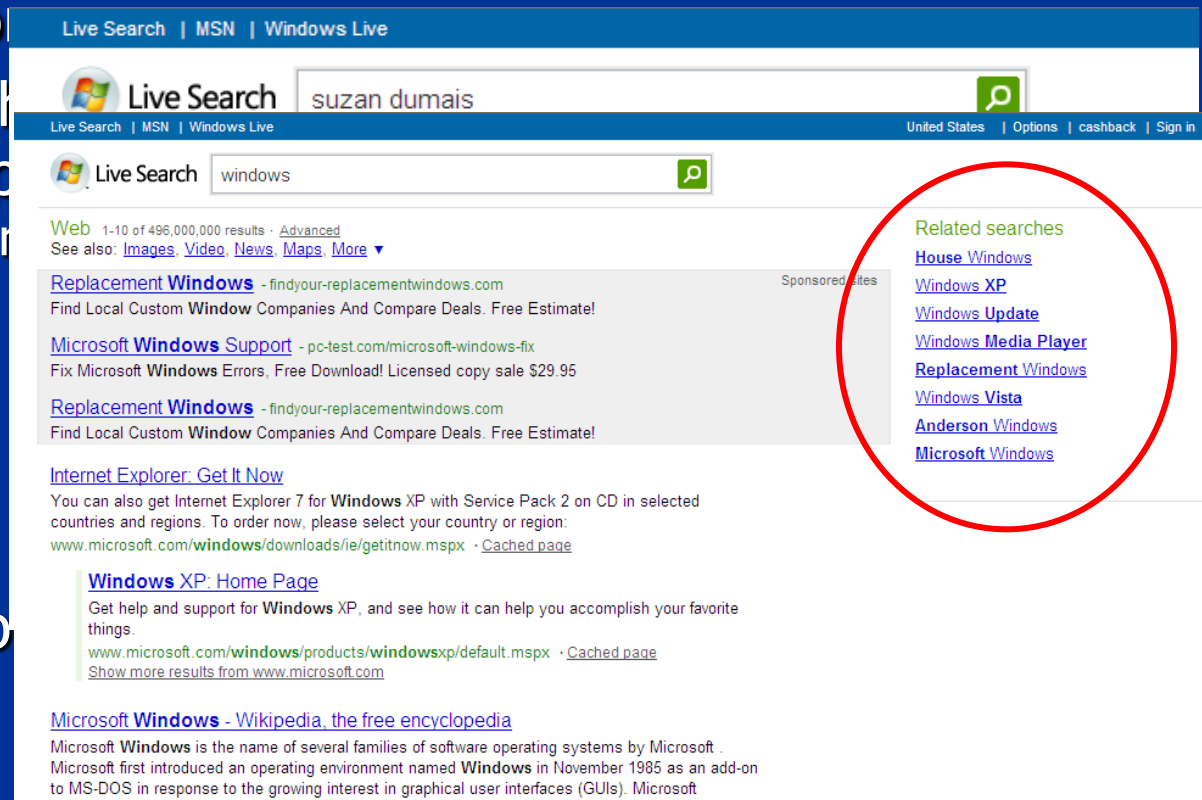 Live Search | MSN | Windows Live
Live Search suzan dumais
Live Search | MSN | Windows Live United States | Options | cashback | Sign in
Live Search windows
Web 1-10 of 496,000,000 results · Advanced
See also: Images, Video, News, Maps, More ▼
Replacement Windows - findyour-replacementwindows.com Sponsored sites
Find Local Custom Window Companies And Compare Deals. Free Estimate!
Microsoft Windows Support - pc-test.com/microsoft-windows-fix
Fix Microsoft Windows Errors, Free Download! Licensed copy sale $29.95
Replacement Windows - findyour-replacementwindows.com
Find Local Custom Window Companies And Compare Deals. Free Estimate!
Internet Explorer: Get It Now
You can also get Internet Explorer 7 for Windows XP with Service Pack 2 on CD in selected
countries and regions. To order now, please select your country or region:
www.microsoft.com/windows/downloads/ie/getitnow.mspx · Cached page
Windows XP: Home Page
Get help and support for Windows XP, and see how it can help you accomplish your favorite
things.
www.microsoft.com/windows/products/windowsxp/default.mspx · Cached page
Show more results from www.microsoft.com
Microsoft Windows - Wikipedia, the free encyclopedia
Microsoft Windows is the name of several families of software operating systems by Microsoft .
Microsoft first introduced an operating environment named Windows in November 1985 as an add-on
to MS-DOS in response to the growing interest in graphical user interfaces (GUIs). Microsoft
Related searches
House Windows
Windows XP
Windows Update
Windows Media Player
Replacement Windows
Windows Vista
Anderson Windows
Microsoft Windows